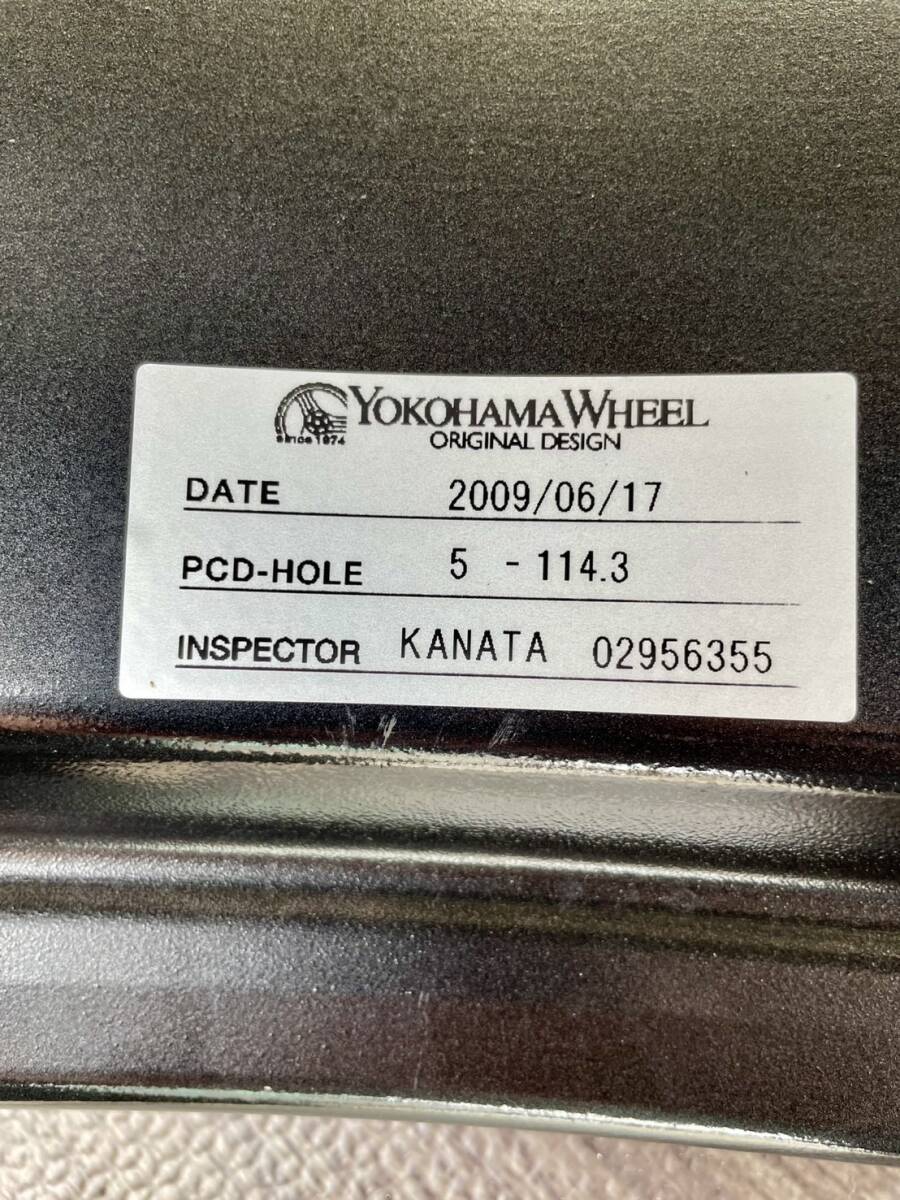 YOKOHAMA WHEEL
since 1974
ORIGINAL DESIGN
DATE 2009/06/17
PCD-HOLE 5 - 114.3
INSPECTOR KANATA 02956355